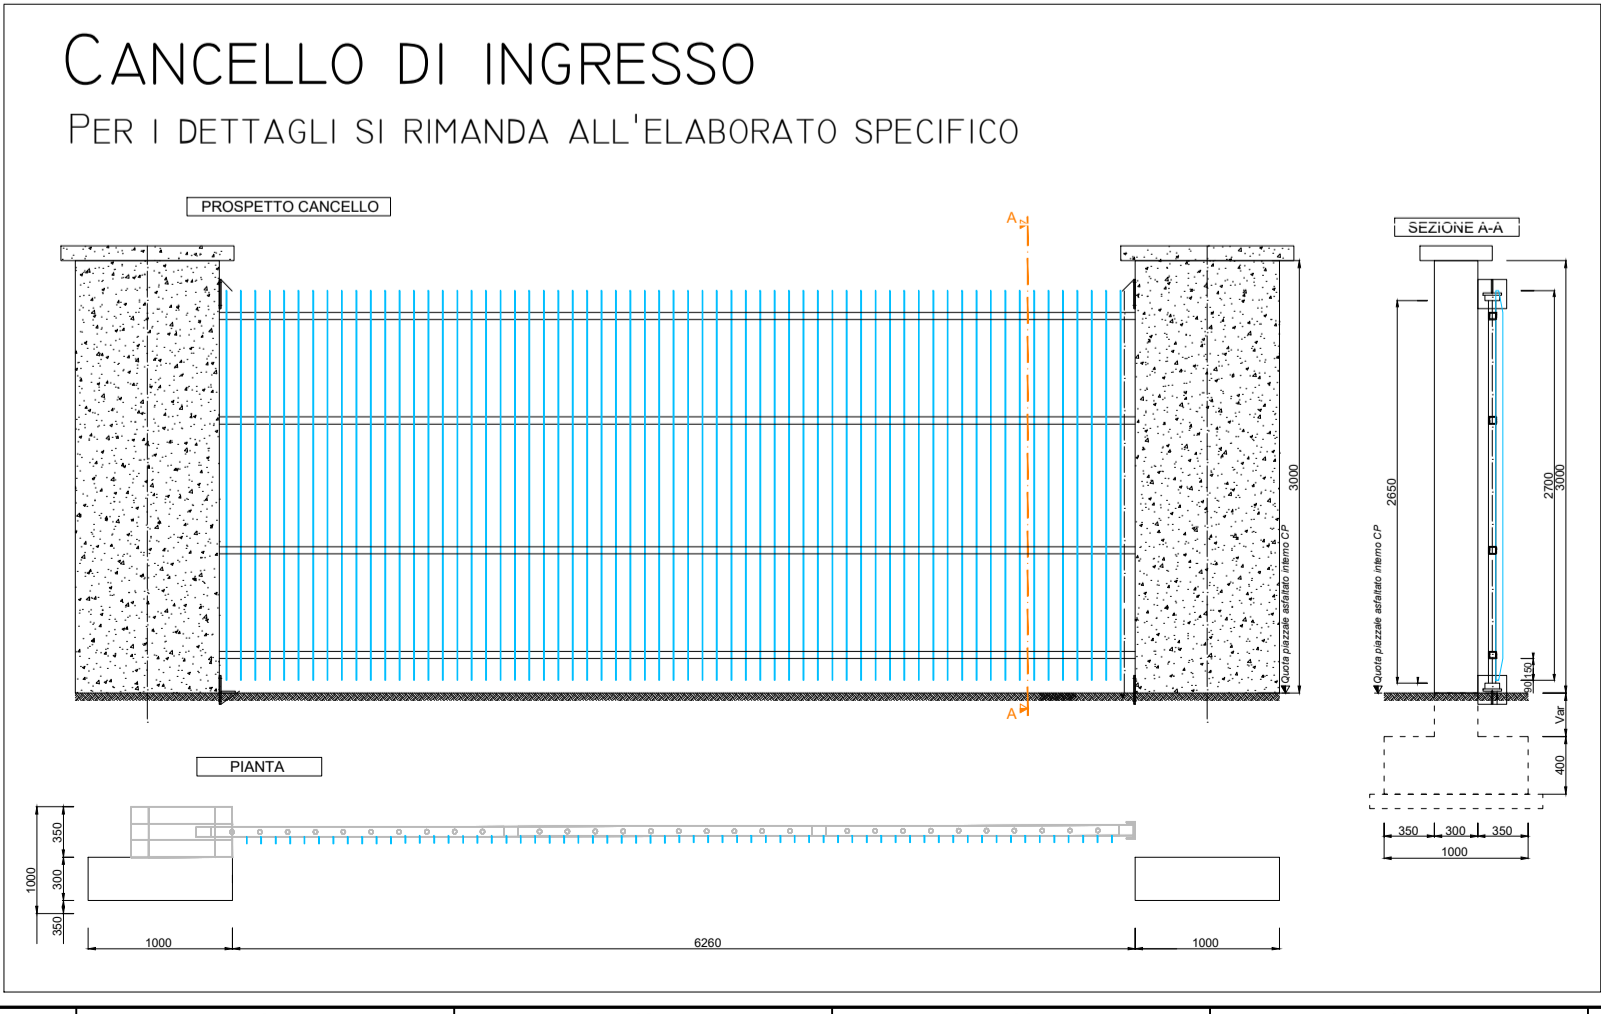 CANCELLO DI INGRESSO
PER I DETTAGLI SI RIMANDA ALL'ELABORATO SPECIFICO
PROSPETTO CANCELLO
A
A
3000
Quota piazzale asfaltato interno CP
SEZIONE A-A
2650
2700
3000
Quota piazzale asfaltato interno CP
150
90
Var
400
350
300
350
1000
PIANTA
350
300
350
1000
1000
6260
1000